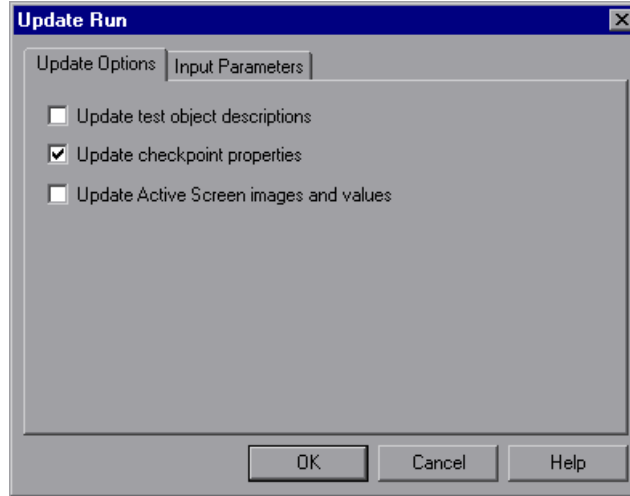 Update Run
Update Options Input Parameters
Update test object descriptions
Update checkpoint properties
Update Active Screen images and values
OK Cancel Help